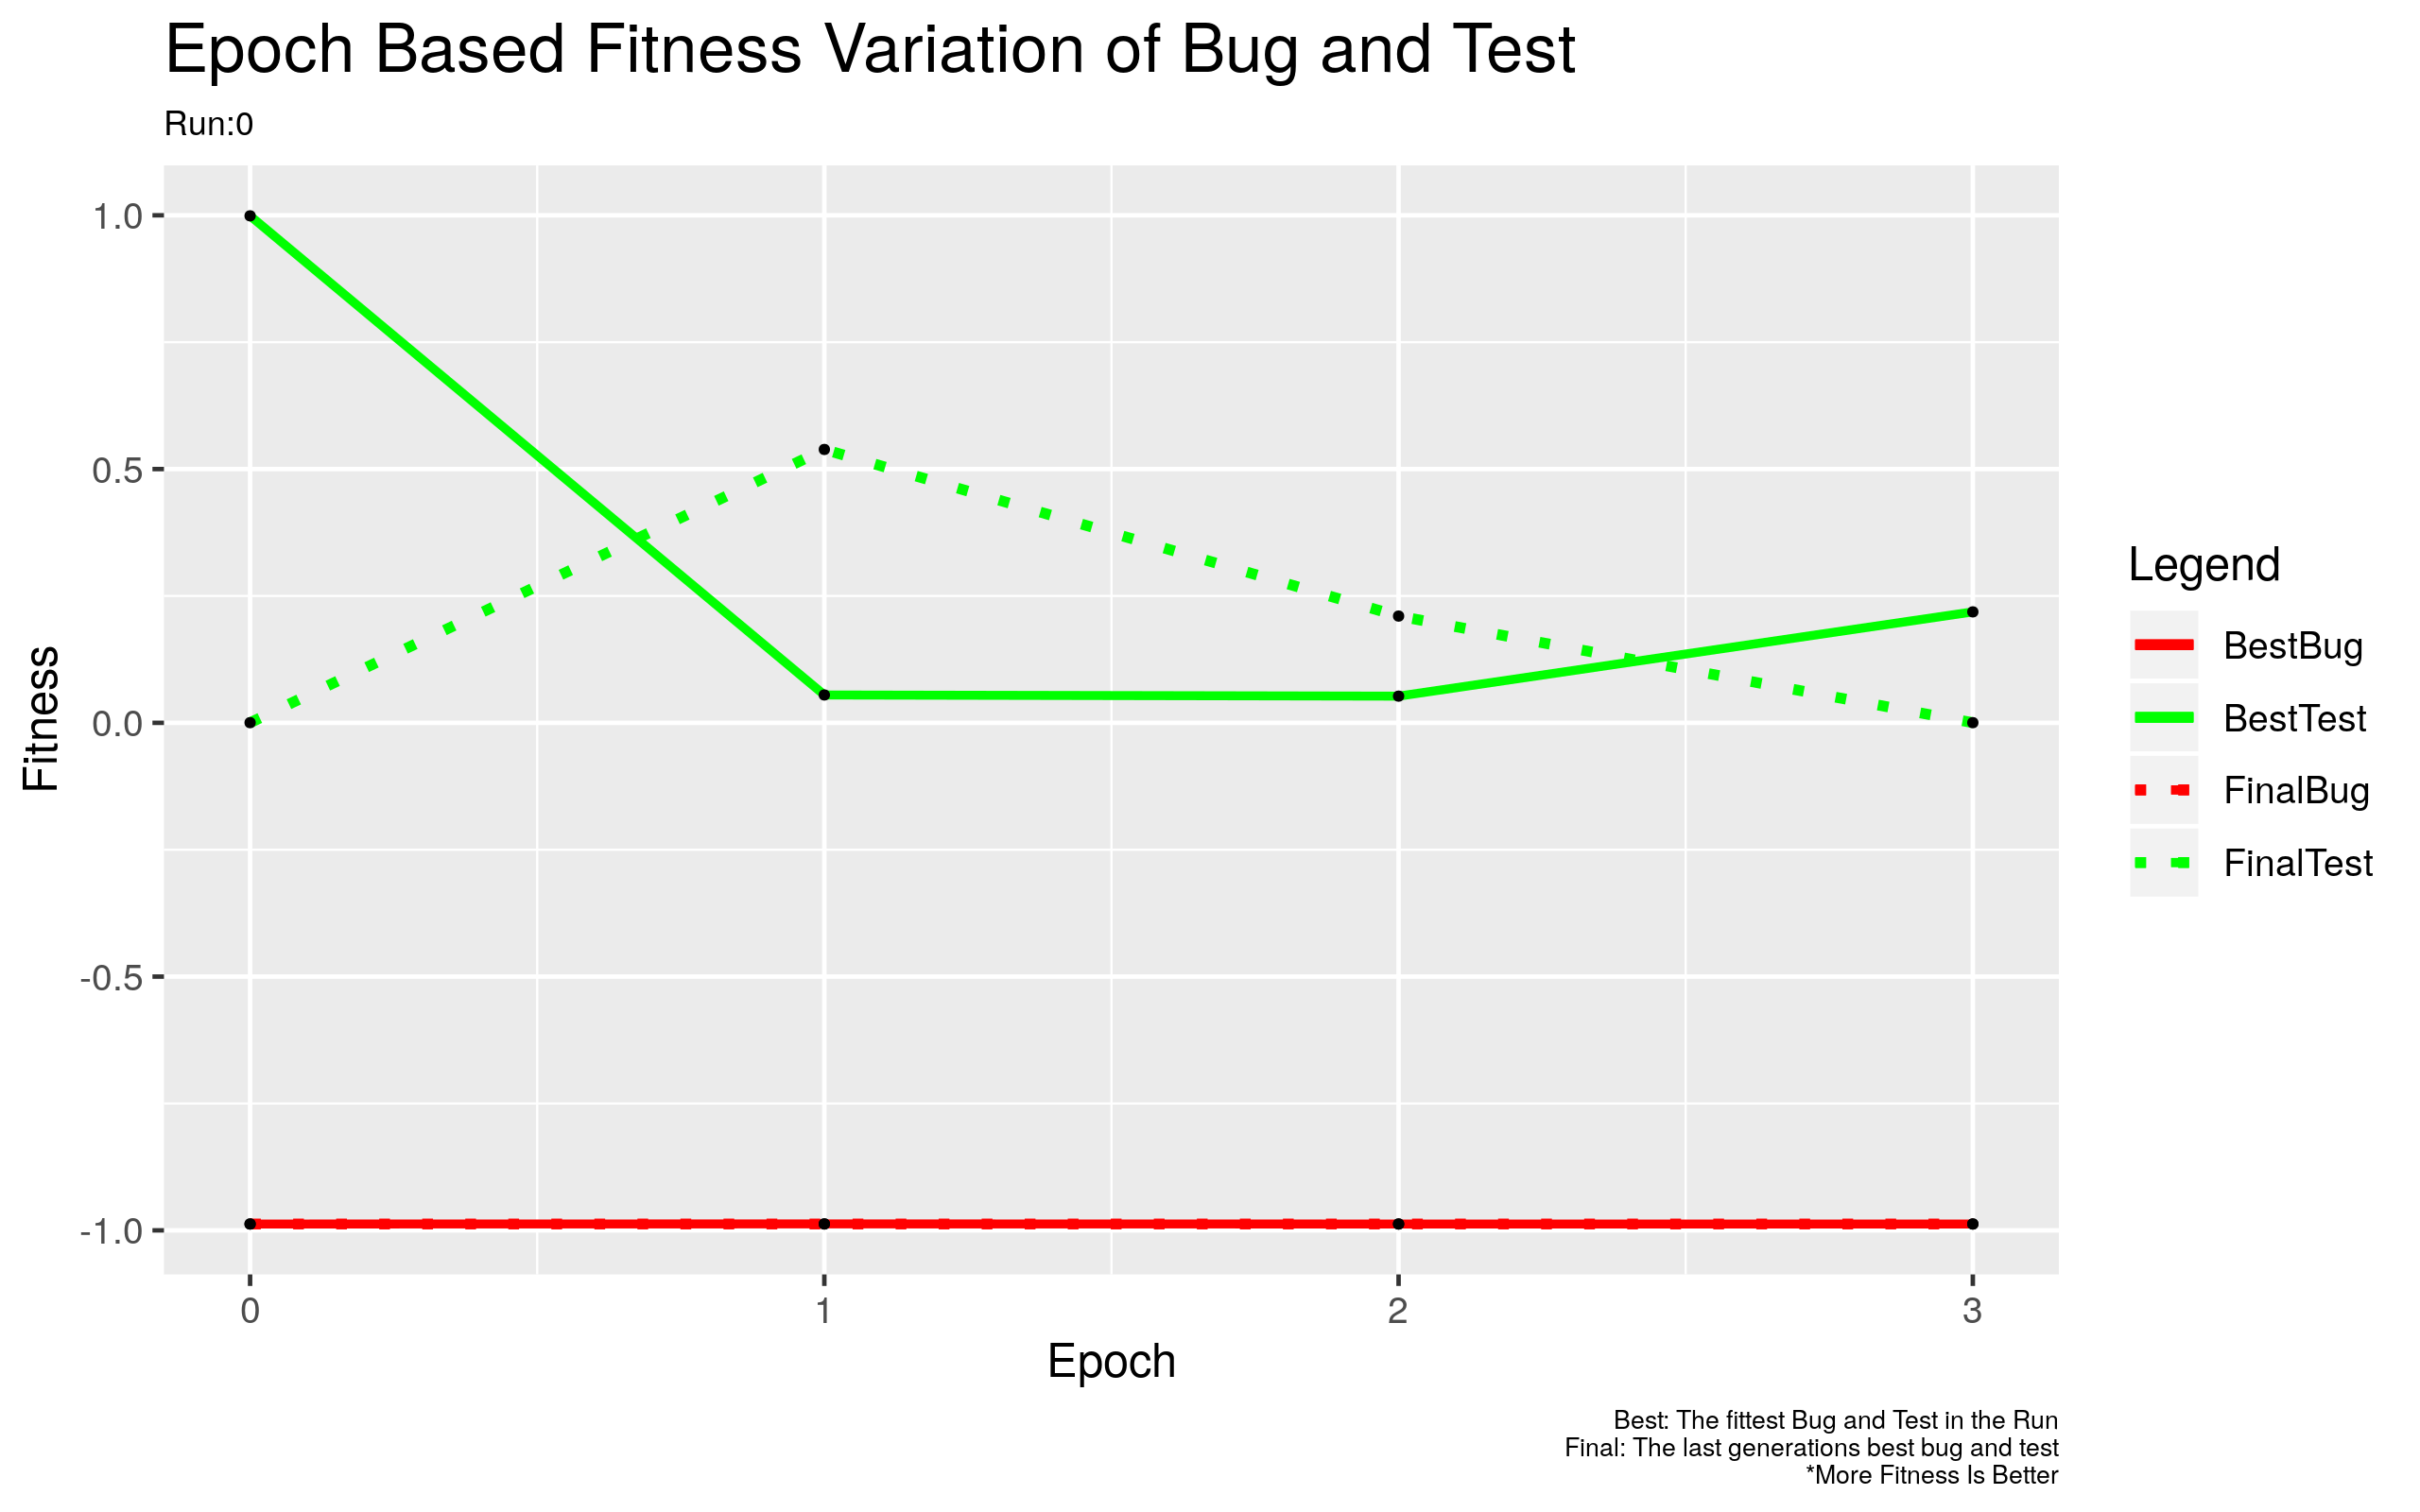 Epoch Based Fitness Variation of Bug and Test
Run:0
1.0
0.5
0.0
-0.5
-1.0
Fitness
0
1
2
3
Epoch
Legend
BestBug
BestTest
FinalBug
FinalTest
Best: The fittest Bug and Test in the Run
Final: The last generations best bug and test
*More Fitness Is Better